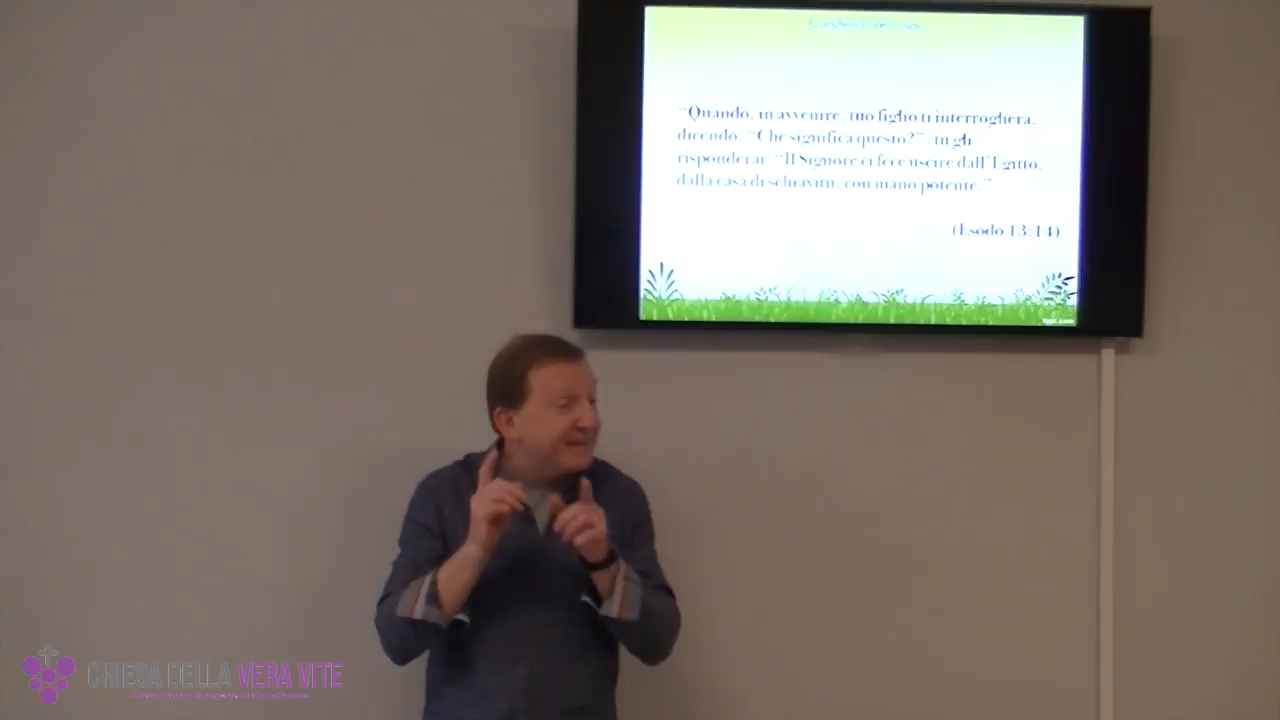 “Quando, in avvenire, tuo figlio ti interrogherà,
dicendo: “Che significa questo?”, tu gli
risponderai: “Il Signore ci fece uscire dall'Egitto,
dalla casa di schiavitù, con mano potente.”
(Esodo 13:14)
CHIESA DELLA VERA VITE